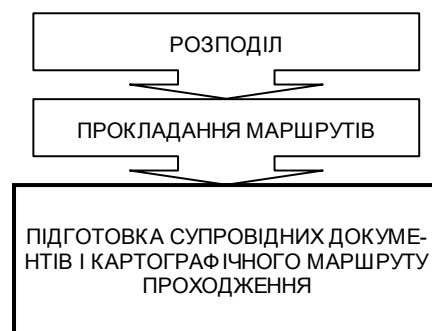 РОЗПОДІЛ
ПРОКЛАДАННЯ МАРШРУТІВ
ПІДГОТОВКА СУПРОВІДНИХ ДОКУМЕ-
НТІВ І КАРТОГРАФІЧНОГО МАРШРУТУ
ПРОХОДЖЕННЯ